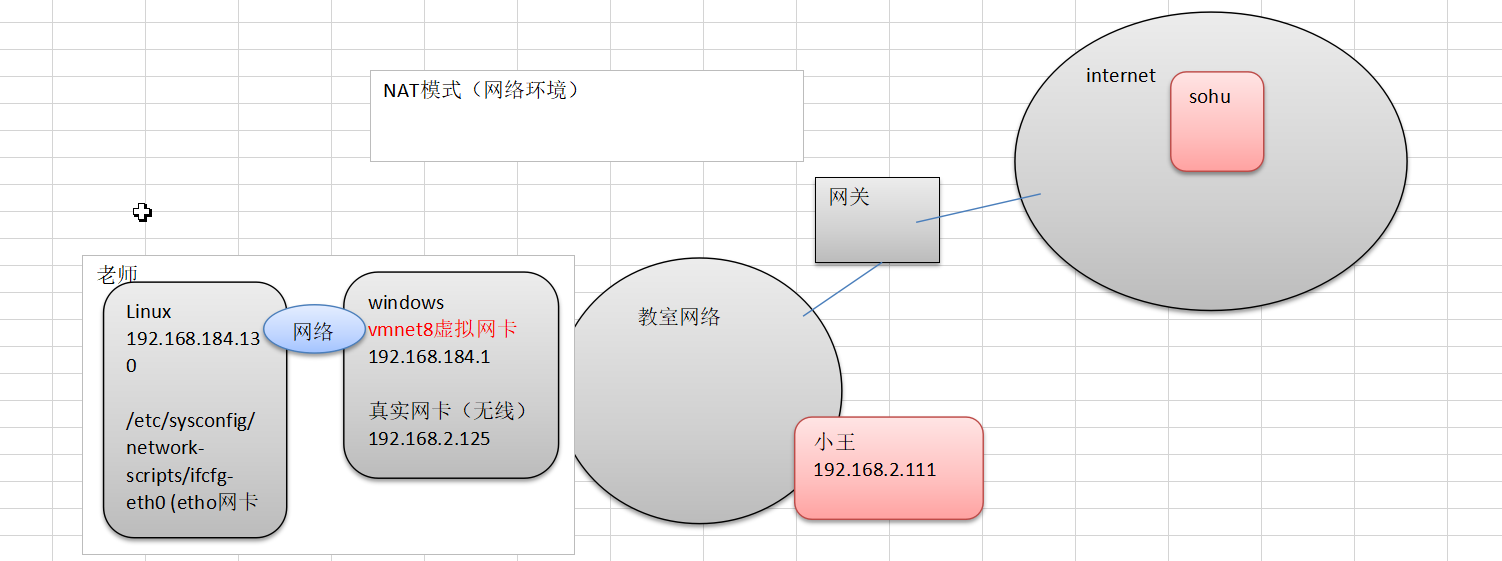 NAT模式（网络环境）
internet
sohu
网关
老师
Linux
192.168.184.13
0
/etc/sysconfig/
network-
scripts/ifcfg-
eth0 (etho网卡
网络
windows
vmnet8虚拟网卡
192.168.184.1
真实网卡（无线）
192.168.2.125
教室网络
小王
192.168.2.111